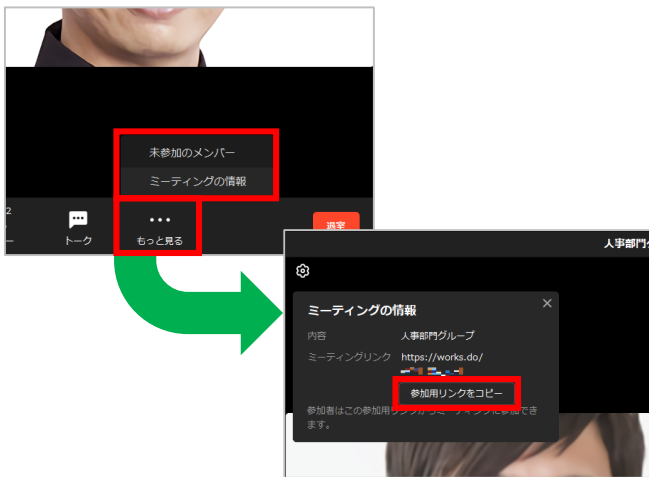 未参加のメンバー
ミーティングの情報
2
ー
トーク
もっと見る
退室
人事部門グ
ミーティングの情報
内容
人事部門グループ
ミーティングリンク
https://works.do/
参加用リンクをコピー
参加者はこの参加用リンクからミーティングに参加でき
ます。